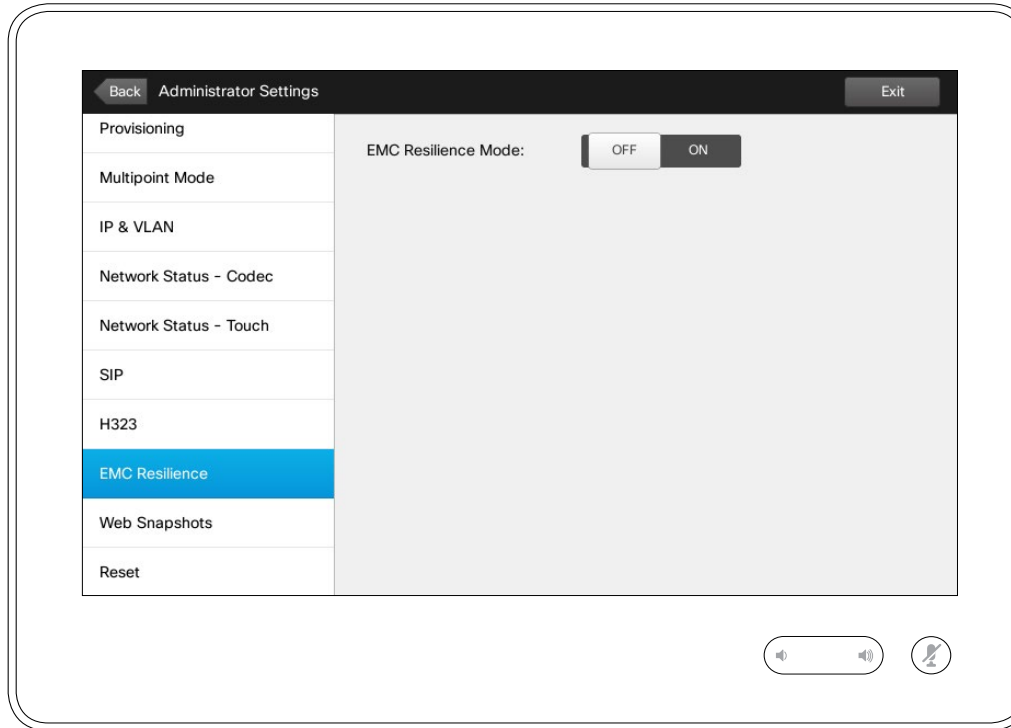 Back Administrator Settings Exit
Provisioning
EMC Resilience Mode: OFF ON
Multipoint Mode
IP & VLAN
Network Status - Codec
Network Status - Touch
SIP
H323
EMC Resilience
Web Snapshots
Reset